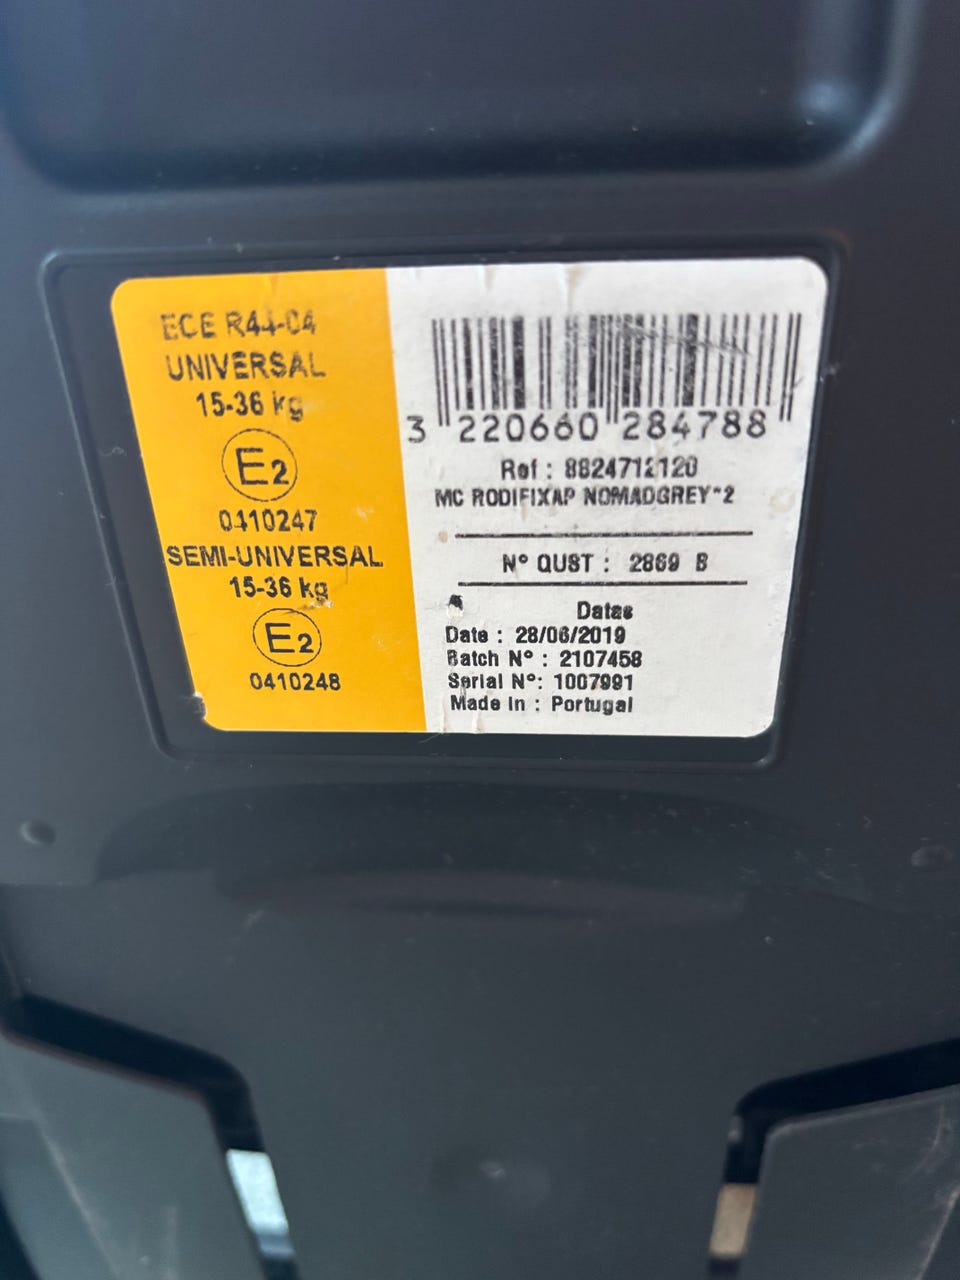 ECE R44-04
UNIVERSAL
15-36 kg
E2
0410247
SEMI-UNIVERSAL
15-36 kg
E2
0410248
3 220660 284788
Ref : 8824712120
MC RODIFIXAP NOMADGREY*2
N° QUST : 2869 B
Datas
Date : 28/06/2019
Batch N° : 2107458
Serial N°: 1007991
Made In : Portugal